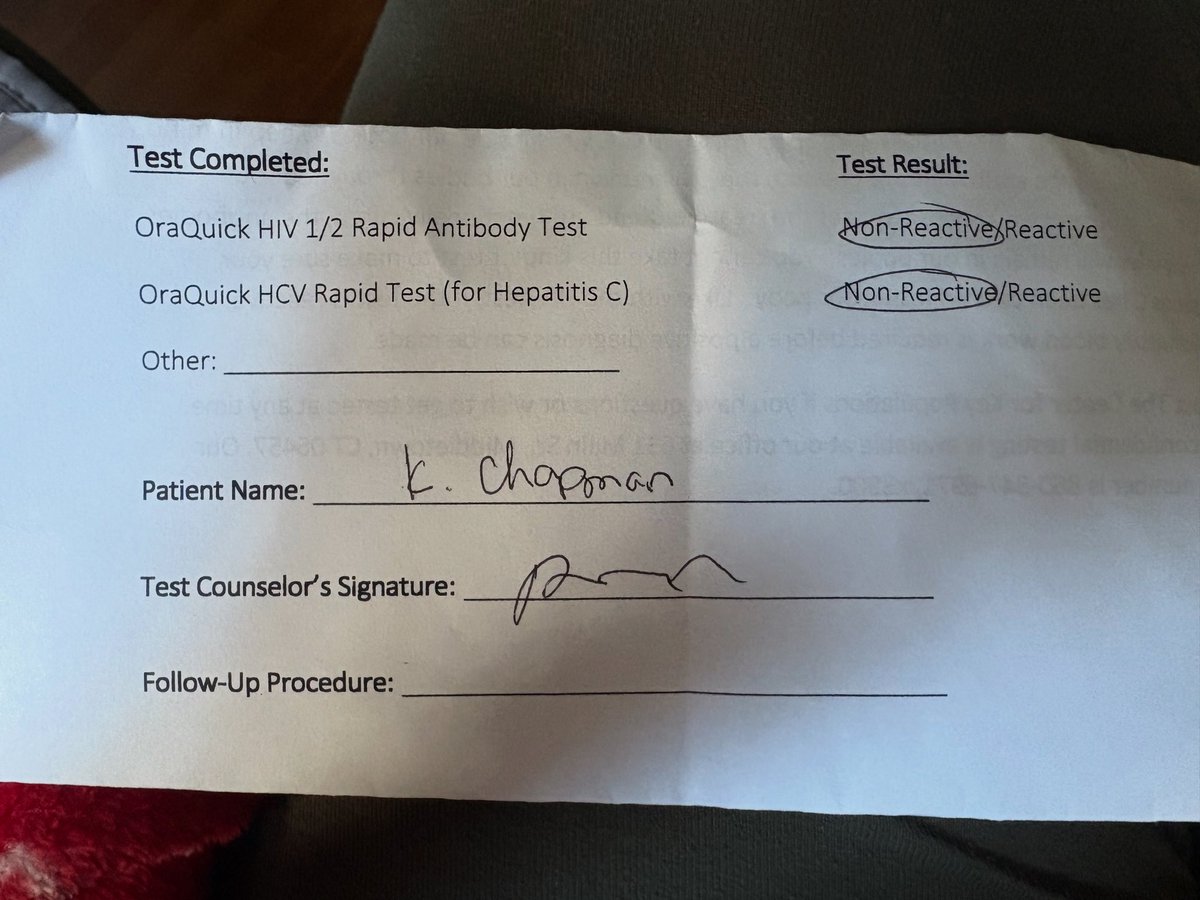 Test Completed: Test Result:
OraQuick HIV 1/2 Rapid Antibody Test Non-Reactive/Reactive
OraQuick HCV Rapid Test (for Hepatitis C) Non-Reactive/Reactive
Other:
Patient Name: K. Chapman
Test Counselor's Signature:
Follow-Up Procedure: